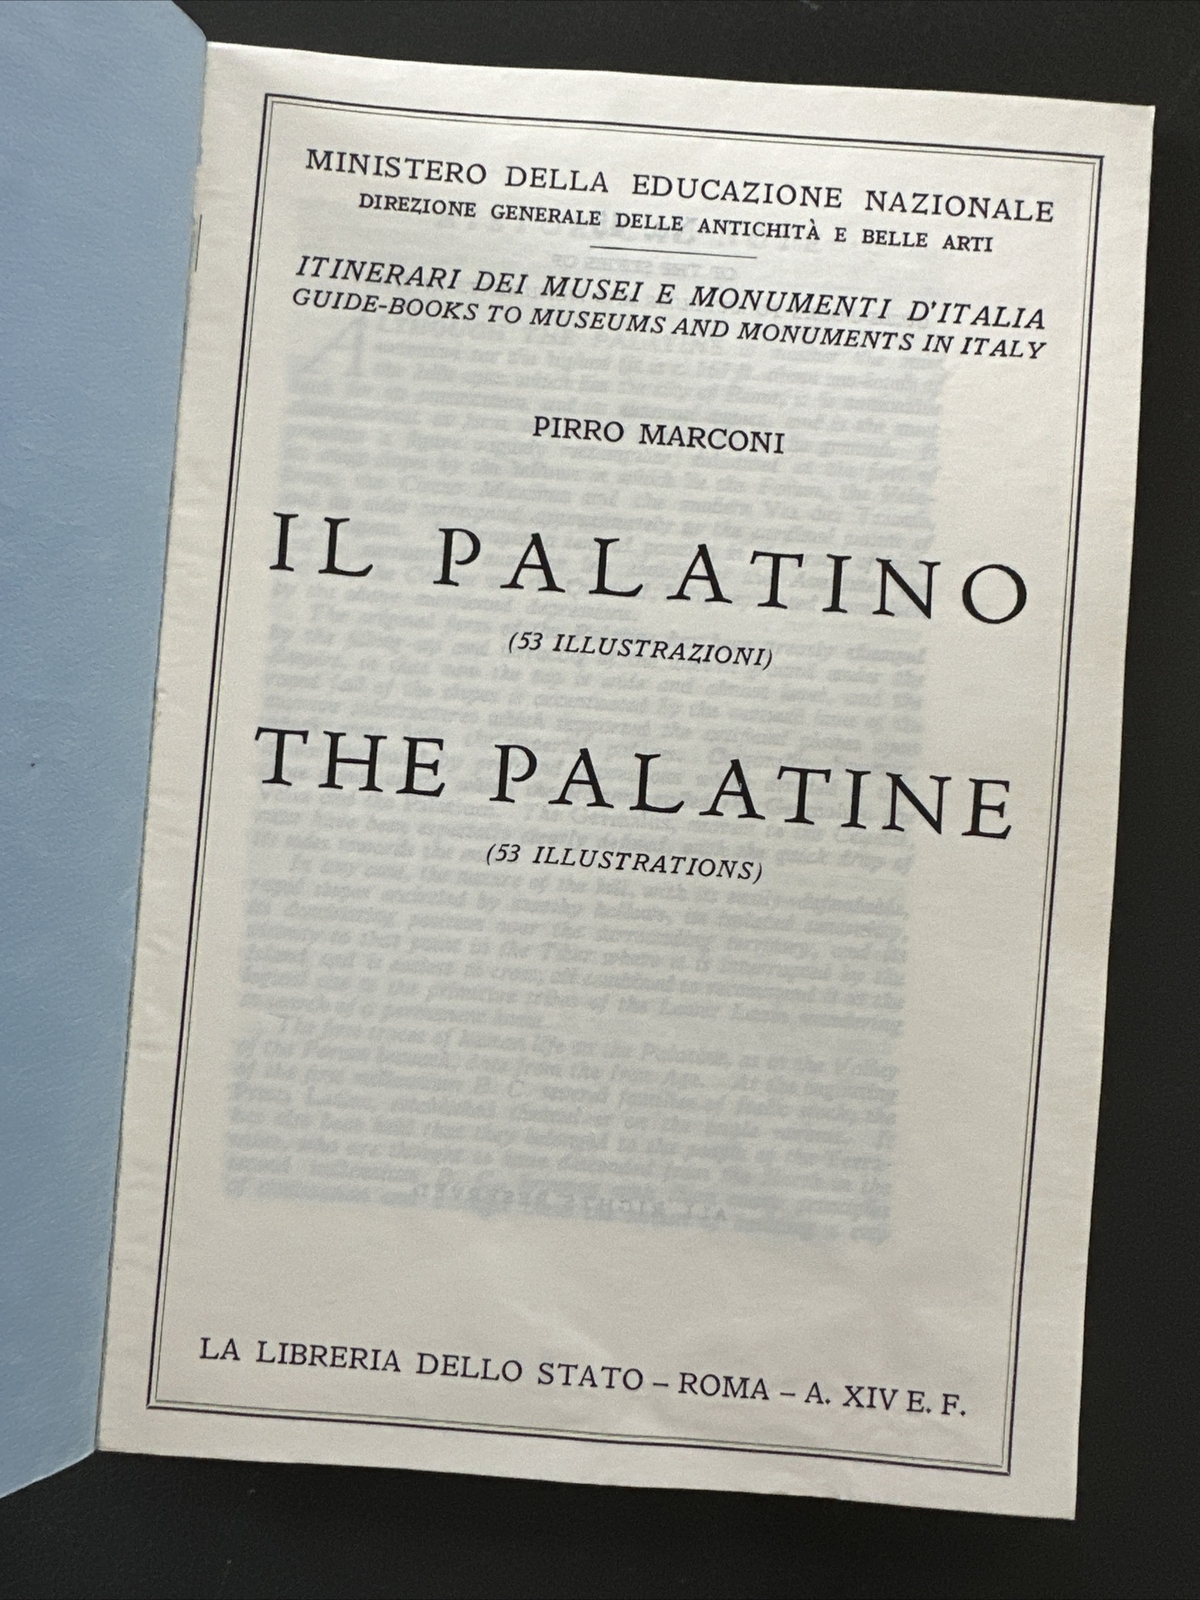 MINISTERO DELLA EDUCAZIONE NAZIONALE
DIREZIONE GENERALE DELLE ANTICHITÀ E BELLE ARTI
ITINERARI DEI MUSEI E MONUMENTI D'ITALIA
GUIDE-BOOKS TO MUSEUMS AND MONUMENTS IN ITALY
PIRRO MARCONI
IL PALATINO
(53 ILLUSTRAZIONI)
THE PALATINE
(53 ILLUSTRATIONS)
LA LIBRERIA DELLO STATO – ROMA – A. XIV E. F.